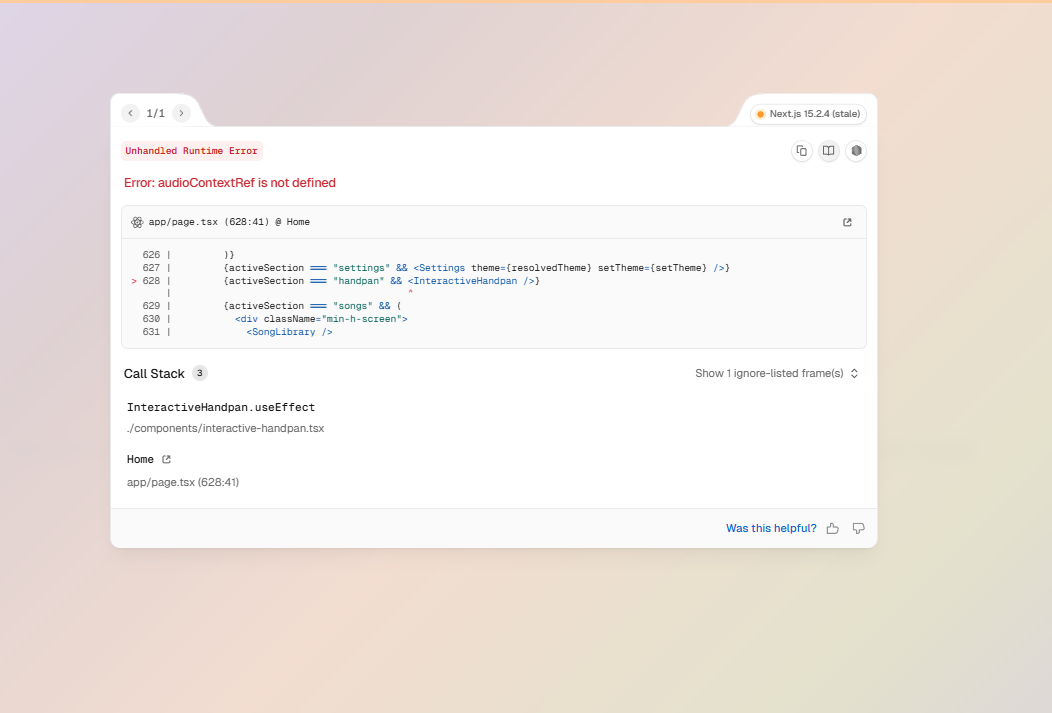 1/1
Next.js 15.2.4 (stale)
Unhandled Runtime Error
Error: audioContextRef is not defined
app/page.tsx (628:41) @ Home
626 |         )}
627 |         {activeSection === "settings" && <Settings theme={resolvedTheme} setTheme={setTheme} />}
> 628 |         {activeSection === "handpan" && <InteractiveHandpan />}
|                                         ^
629 |         {activeSection === "songs" && (
630 |           <div className="min-h-screen">
631 |             <SongLibrary />
Call Stack 3
Show 1 ignore-listed frame(s)
InteractiveHandpan.useEffect
./components/interactive-handpan.tsx
Home
app/page.tsx (628:41)
Was this helpful?